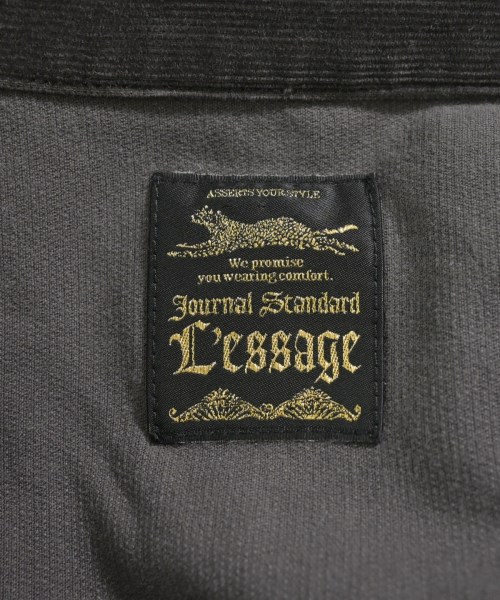 ASSERTS YOUR STYLE
We promise
you wearing comfort.
Journal Standard
L'essage